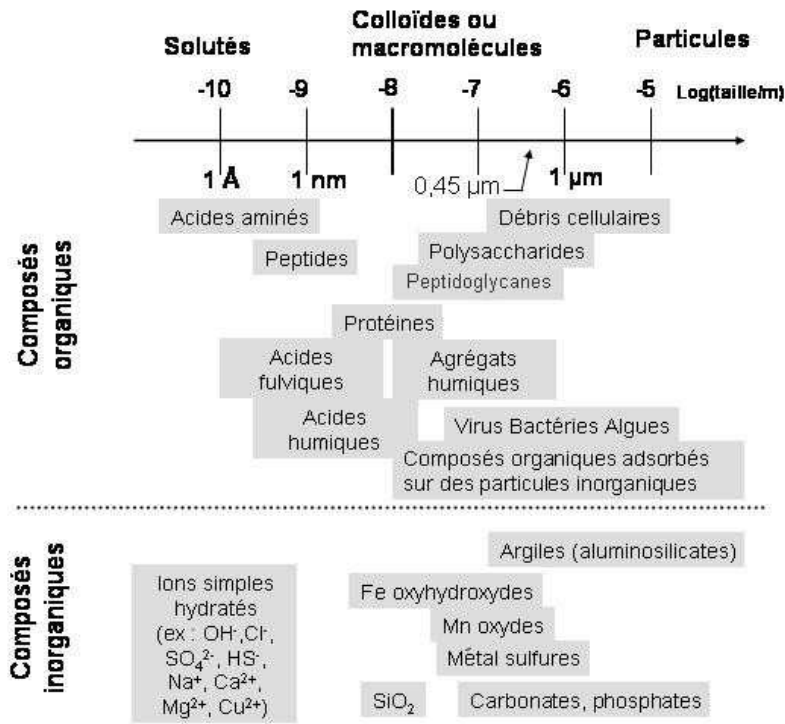 Solutés
Colloïdes ou
macromolécules
Particules
-10 -9 -8 -7 -6 -5 Log(taille/m)
1 Å 1 nm 0,45 µm 1 µm
Composés
organiques
Acides aminés
Débris cellulaires
Peptides
Polysaccharides
Peptidoglycanes
Protéines
Acides
fulviques
Agrégats
humiques
Acides
humiques
Virus Bactéries Algues
Composés organiques adsorbés
sur des particules inorganiques
Composés
inorganiques
Argiles (aluminosilicates)
Ions simples
hydratés
(ex : OH⁻,Cl⁻,
SO₄²⁻, HS⁻,
Na⁺, Ca²⁺,
Mg²⁺, Cu²⁺)
Fe oxyhydroxydes
Mn oxydes
Métal sulfures
SiO₂
Carbonates, phosphates